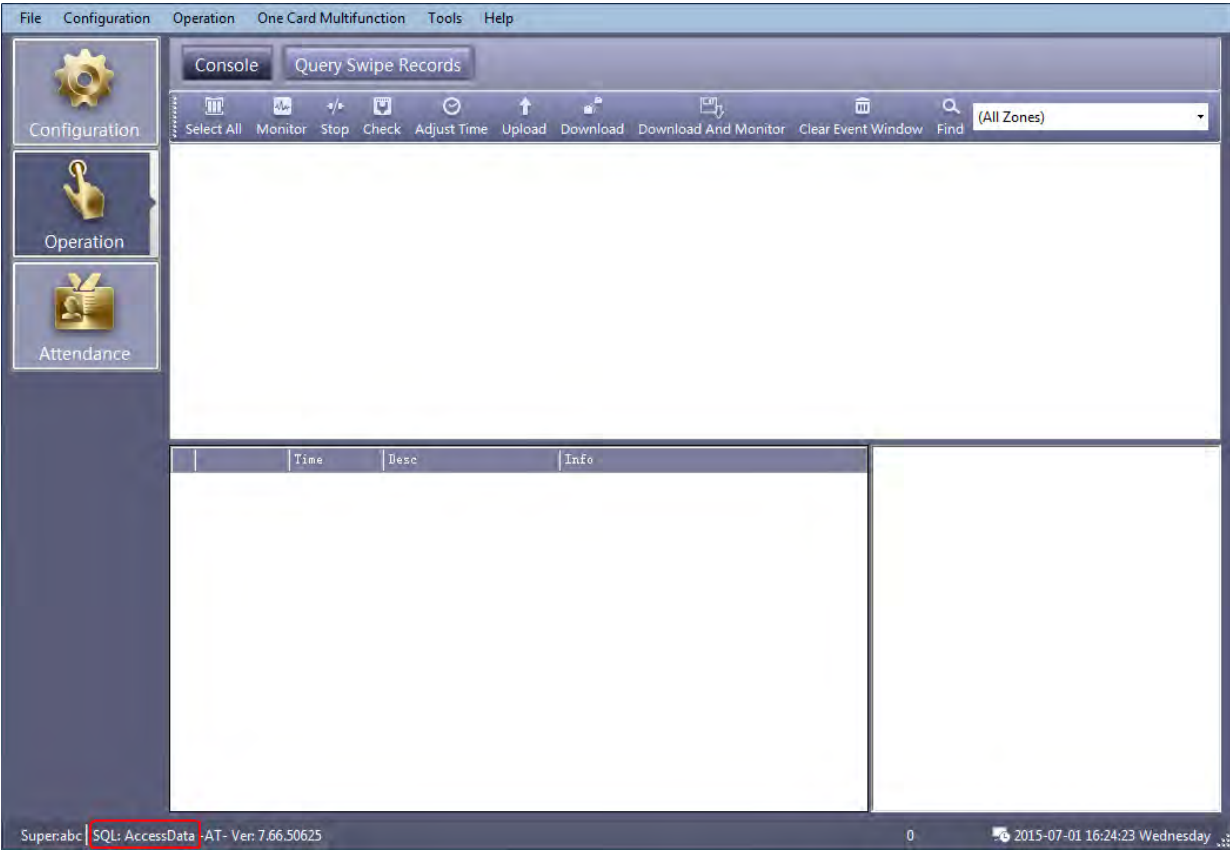 File Configuration Operation One Card Multifunction Tools Help
Console Query Swipe Records
Select All Monitor Stop Check Adjust Time Upload Download Download And Monitor Clear Event Window Find (All Zones)
Configuration
Operation
Attendance
Time Desc Info
Super:abc SQL: AccessData -AT- Ver: 7.66.50625 0 2015-07-01 16:24:23 Wednesday